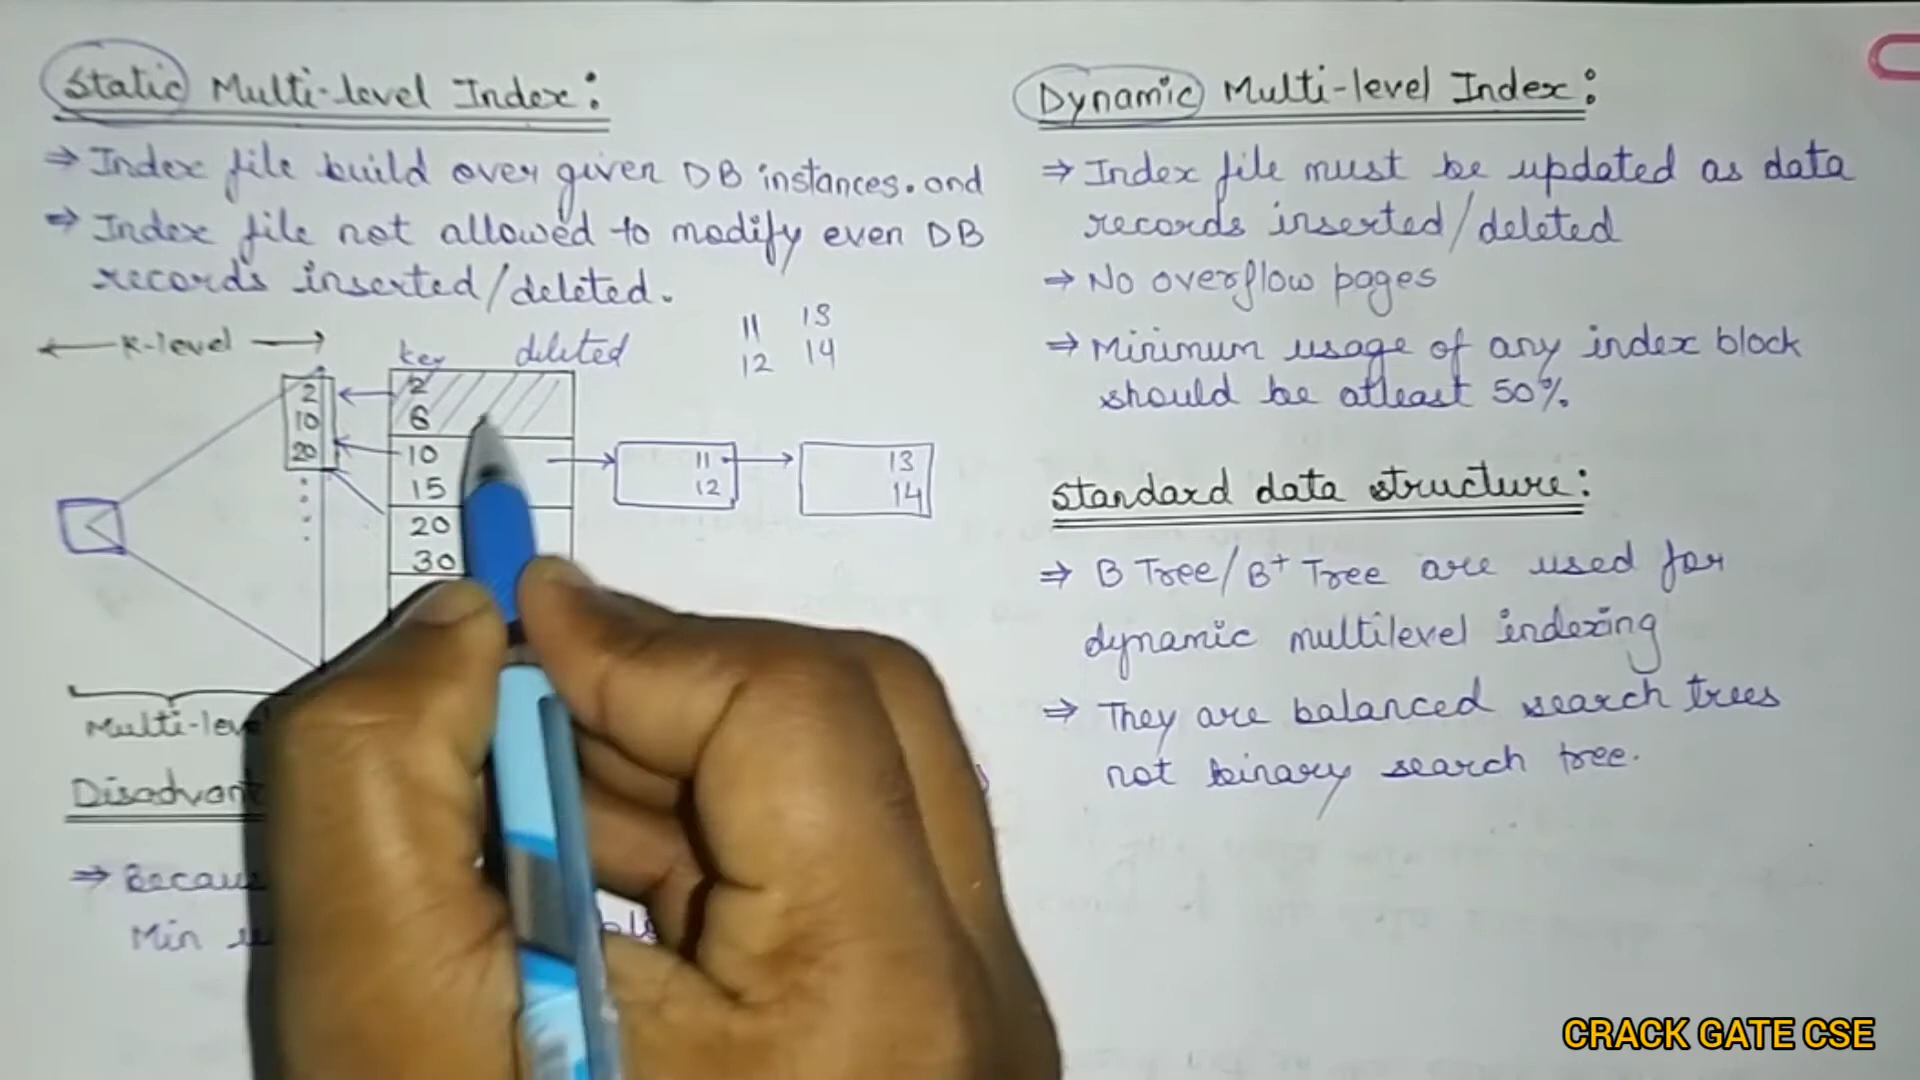 Static Multi-level Index:
⇒ Index file build over given DB instances. and
⇒ Index file not allowed to modify even DB
records inserted/deleted.
← K-level →
key deleted
11 13
12 14
2
10
20
2
6
10
15
20
30
11
12
13
14
Multi-level
Disadvant
⇒ Becau
Min
Dynamic Multi-level Index:
⇒ Index file must be updated as data
records inserted/deleted
⇒ No overflow pages
⇒ Minimum usage of any index block
should be atleast 50%.
Standard data structure:
⇒ B Tree/B+ Tree are used for
dynamic multilevel indexing
⇒ They are balanced search trees
not binary search tree.
CRACK GATE CSE